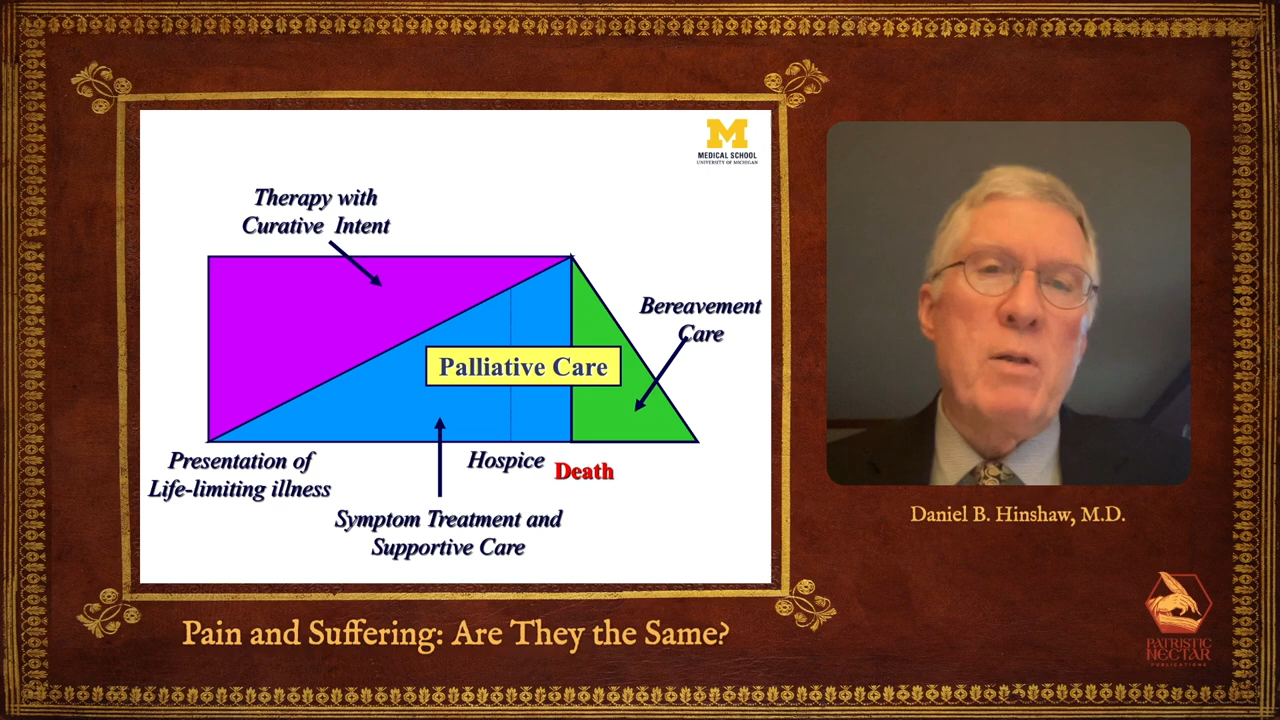 M
MEDICAL SCHOOL
UNIVERSITY OF MICHIGAN
Therapy with
Curative Intent
Bereavement
Care
Palliative Care
Presentation of
Life-limiting illness
Hospice
Death
Symptom Treatment and
Supportive Care
Daniel B. Hinshaw, M.D.
Pain and Suffering: Are They the Same?
PATRISTIC
NECTAR
PUBLICATIONS